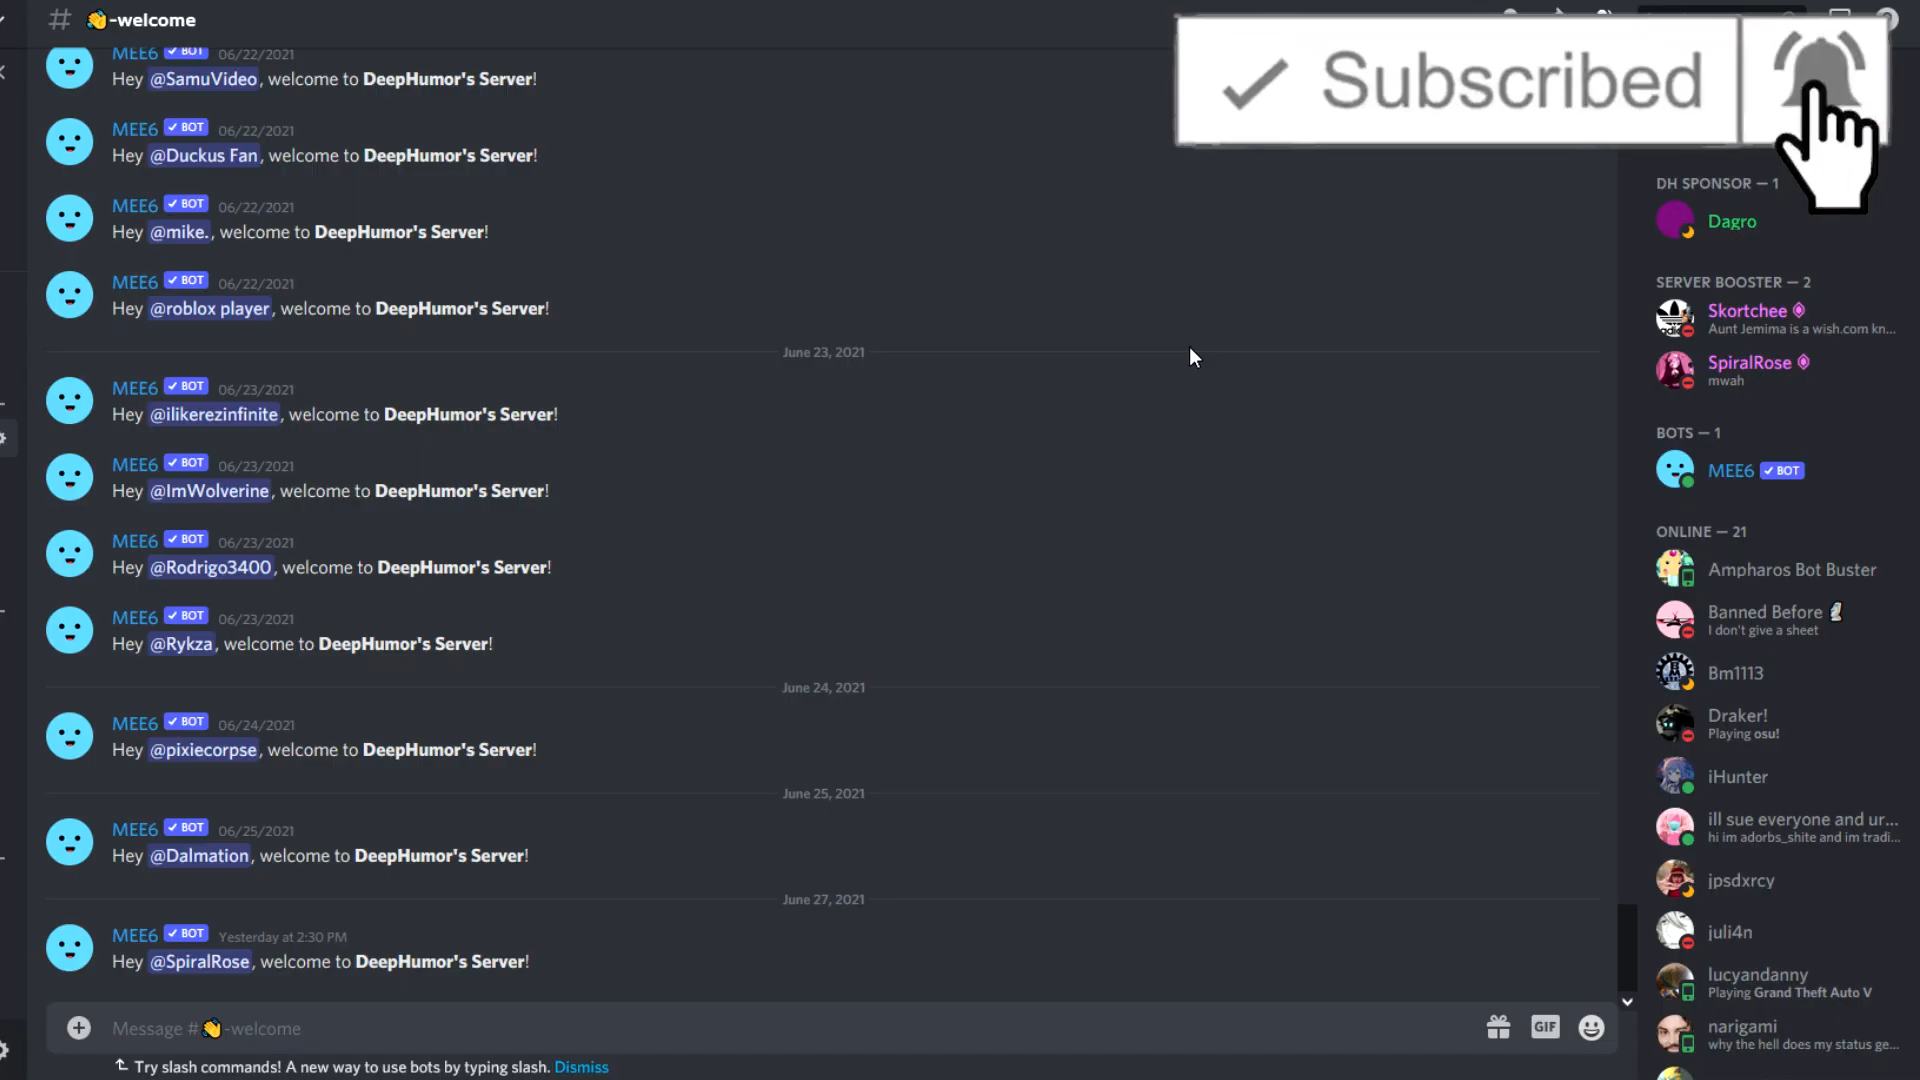 # 👋-welcome
Subscribed
MEE6 ✓ BOT 06/22/2021
Hey @SamuVideo, welcome to DeepHumor's Server!
MEE6 ✓ BOT 06/22/2021
Hey @Duckus Fan, welcome to DeepHumor's Server!
MEE6 ✓ BOT 06/22/2021
Hey @mike., welcome to DeepHumor's Server!
MEE6 ✓ BOT 06/22/2021
Hey @roblox player, welcome to DeepHumor's Server!
June 23, 2021
MEE6 ✓ BOT 06/23/2021
Hey @ilikerezinfinite, welcome to DeepHumor's Server!
MEE6 ✓ BOT 06/23/2021
Hey @ImWolverine, welcome to DeepHumor's Server!
MEE6 ✓ BOT 06/23/2021
Hey @Rodrigo3400, welcome to DeepHumor's Server!
MEE6 ✓ BOT 06/23/2021
Hey @Rykza, welcome to DeepHumor's Server!
June 24, 2021
MEE6 ✓ BOT 06/24/2021
Hey @pixiecorpse, welcome to DeepHumor's Server!
June 25, 2021
MEE6 ✓ BOT 06/25/2021
Hey @Dalmation, welcome to DeepHumor's Server!
June 27, 2021
MEE6 ✓ BOT Yesterday at 2:30 PM
Hey @SpiralRose, welcome to DeepHumor's Server!
Message #👋-welcome
GIF
Try slash commands! A new way to use bots by typing slash. Dismiss
DH SPONSOR — 1
Dagro
SERVER BOOSTER — 2
Skortchee
Aunt Jemima is a wish.com kn...
SpiralRose
mwah
BOTS — 1
MEE6 ✓ BOT
ONLINE — 21
Ampharos Bot Buster
Banned Before 🗿
I don't give a sheet
Bm1113
Draker!
Playing osu!
iHunter
ill sue everyone and ur...
hi im adorbs_shite and im tradi...
jpsdxrcy
juli4n
lucyandanny
Playing Grand Theft Auto V
narigami
why the hell does my status ge...